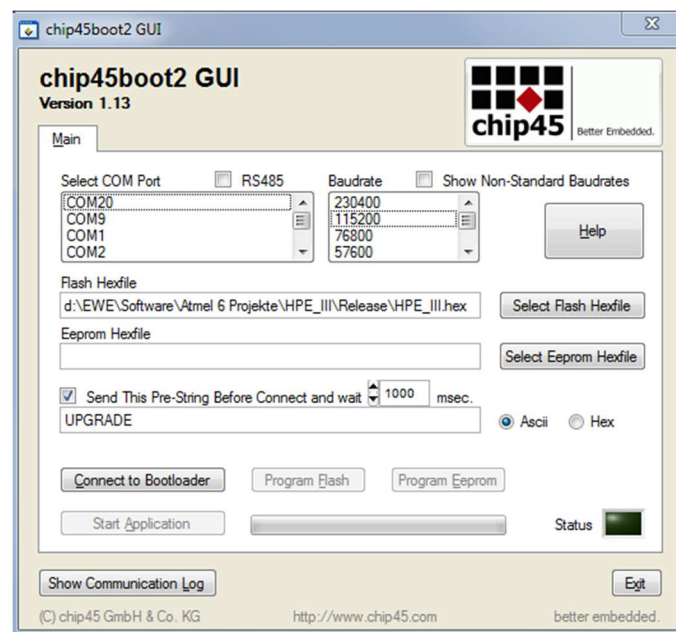 chip45boot2 GUI
chip45boot2 GUI
Version 1.13
chip45
Better Embedded.
Main
Select COM Port
RS485
Baudrate
Show Non-Standard Baudrates
COM20
COM9
COM1
COM2
230400
115200
76800
57600
Help
Flash Hexfile
d:\EWE\Software\Atmel 6 Projekte\HPE_III\Release\HPE_III.hex
Select Flash Hexfile
Eeprom Hexfile
Select Eeprom Hexfile
Send This Pre-String Before Connect and wait 1000 msec.
UPGRADE
Ascii
Hex
Connect to Bootloader
Program Flash
Program Eeprom
Start Application
Status
Show Communication Log
Exit
(C) chip45 GmbH & Co. KG
http://www.chip45.com
better embedded.